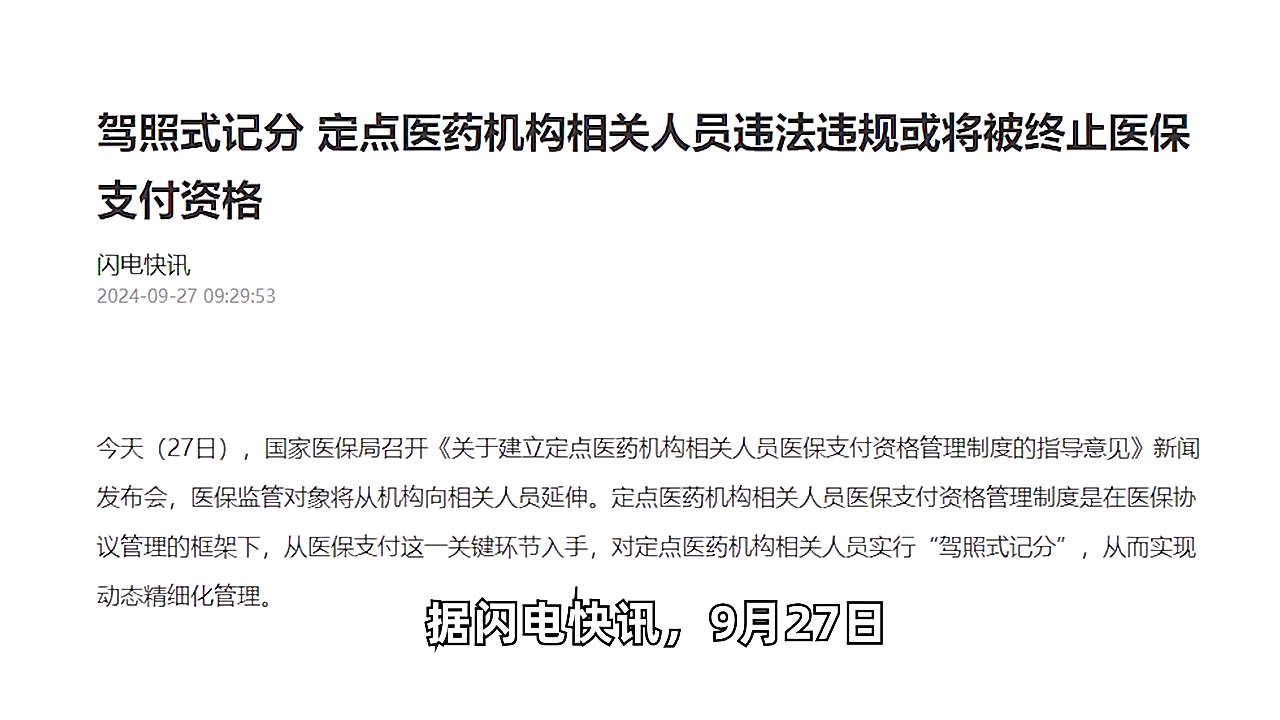 驾照式记分 定点医药机构相关人员违法违规或将被终止医保
支付资格
闪电快讯
2024-09-27 09:29:53
今天（27日），国家医保局召开《关于建立定点医药机构相关人员医保支付资格管理制度的指导意见》新闻
发布会，医保监管对象将从机构向相关人员延伸。定点医药机构相关人员医保支付资格管理制度是在医保协
议管理的框架下，从医保支付这一关键环节入手，对定点医药机构相关人员实行“驾照式记分”，从而实现
动态精细化管理。
据闪电快讯，9月27日